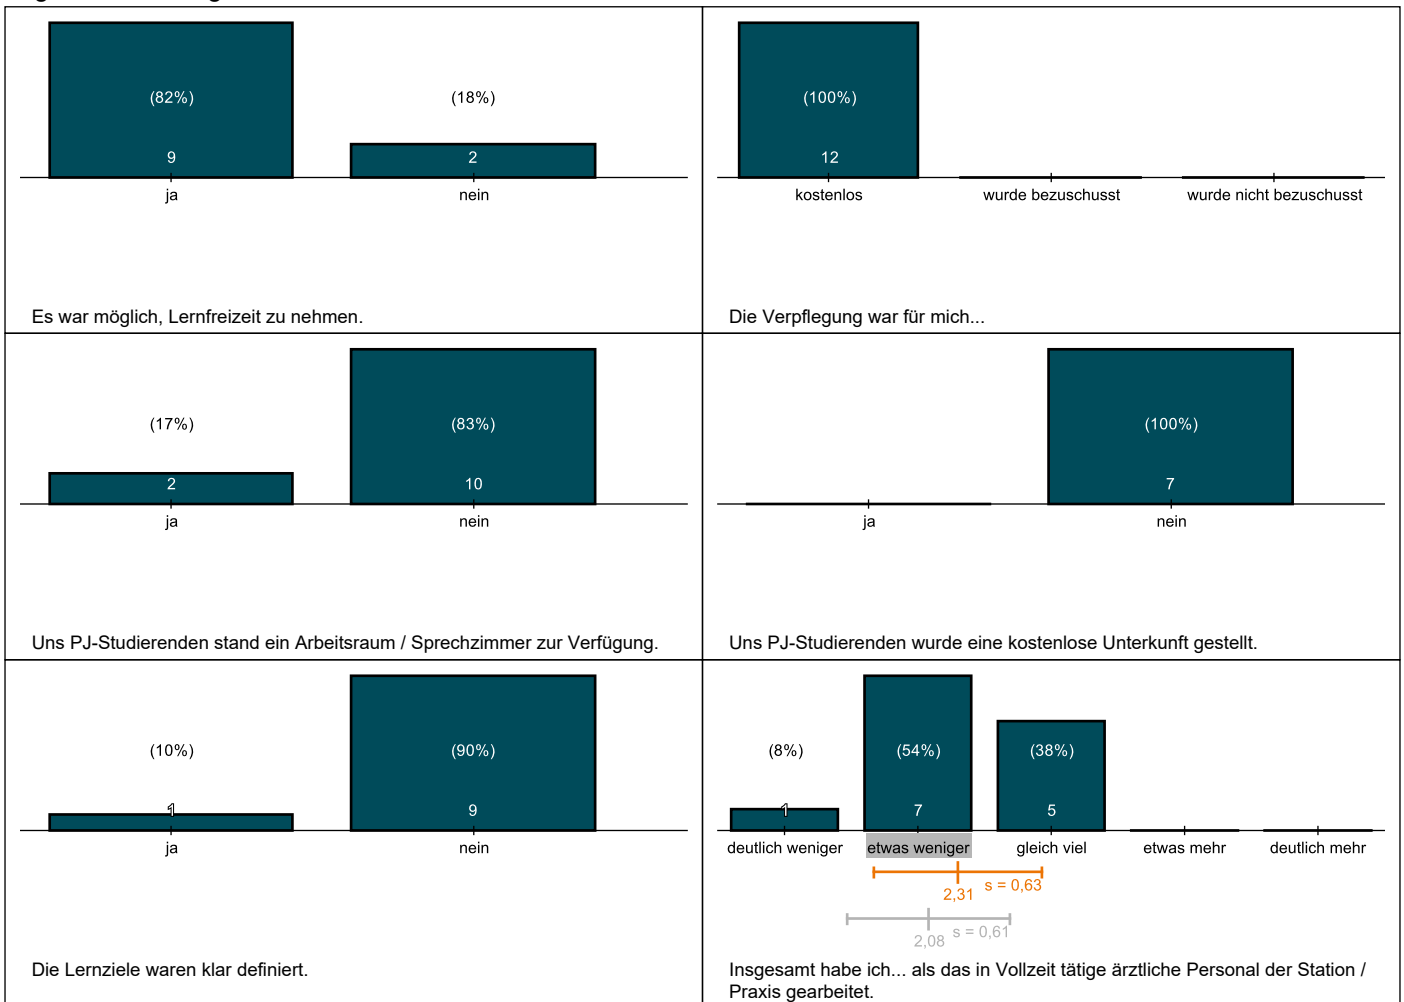 (82%)
(18%)
9
2
ja
nein
Es war möglich, Lernfreizeit zu nehmen.
(100%)
12
kostenlos
wurde bezuschusst
wurde nicht bezuschusst
Die Verpflegung war für mich...
(17%)
(83%)
2
10
ja
nein
Uns PJ-Studierenden stand ein Arbeitsraum / Sprechzimmer zur Verfügung.
(100%)
7
ja
nein
Uns PJ-Studierenden wurde eine kostenlose Unterkunft gestellt.
(10%)
(90%)
1
9
ja
nein
Die Lernziele waren klar definiert.
(8%)
(54%)
(38%)
1
7
5
deutlich weniger
etwas weniger
gleich viel
etwas mehr
deutlich mehr
2,31
s = 0,63
2,08
s = 0,61
Insgesamt habe ich... als das in Vollzeit tätige ärztliche Personal der Station /
Praxis gearbeitet.